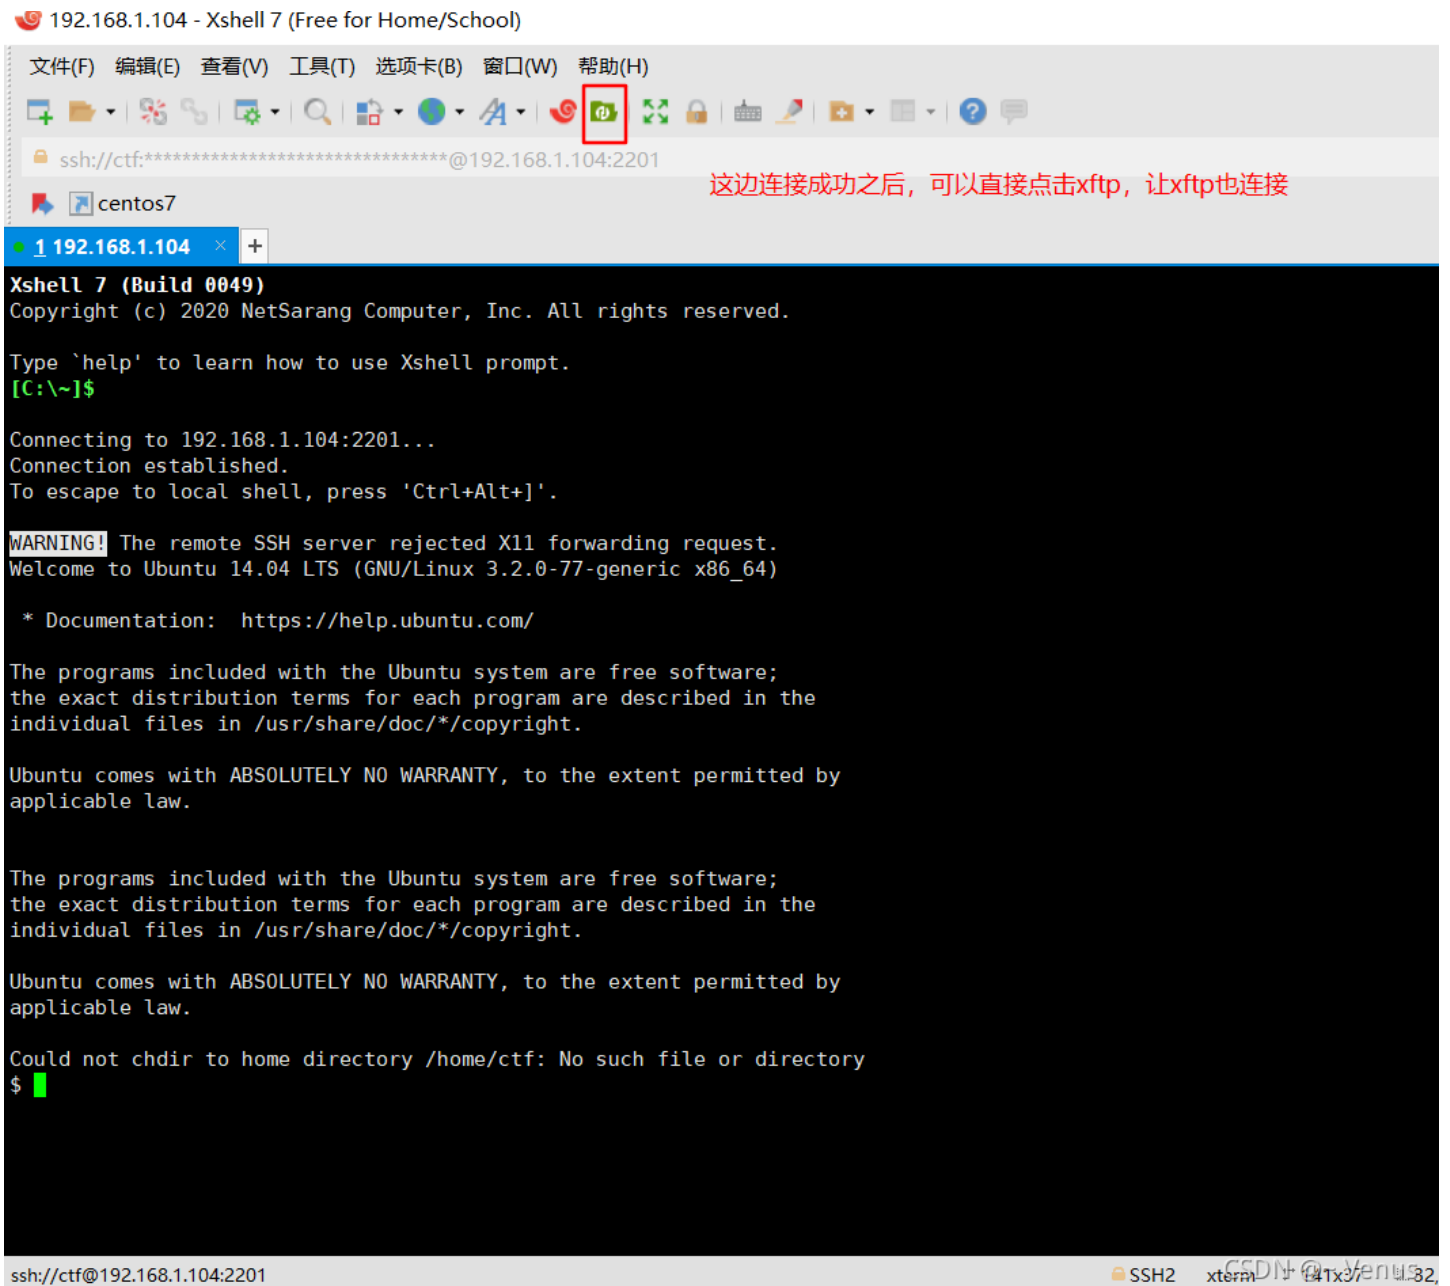 192.168.1.104 - Xshell 7 (Free for Home/School)
文件(F) 编辑(E) 查看(V) 工具(T) 选项卡(B) 窗口(W) 帮助(H)
ssh://ctf:********************************@192.168.1.104:2201
这边连接成功之后，可以直接点击xftp，让xftp也连接
centos7
1 192.168.1.104 × +
Xshell 7 (Build 0049)
Copyright (c) 2020 NetSarang Computer, Inc. All rights reserved.
Type `help' to learn how to use Xshell prompt.
[C:\~]$
Connecting to 192.168.1.104:2201...
Connection established.
To escape to local shell, press 'Ctrl+Alt+]'.
WARNING! The remote SSH server rejected X11 forwarding request.
Welcome to Ubuntu 14.04 LTS (GNU/Linux 3.2.0-77-generic x86_64)
* Documentation:  https://help.ubuntu.com/
The programs included with the Ubuntu system are free software;
the exact distribution terms for each program are described in the
individual files in /usr/share/doc/*/copyright.
Ubuntu comes with ABSOLUTELY NO WARRANTY, to the extent permitted by
applicable law.
The programs included with the Ubuntu system are free software;
the exact distribution terms for each program are described in the
individual files in /usr/share/doc/*/copyright.
Ubuntu comes with ABSOLUTELY NO WARRANTY, to the extent permitted by
applicable law.
Could not chdir to home directory /home/ctf: No such file or directory
$
ssh://ctf@192.168.1.104:2201 SSH2 xterm 141x37 32,
CSDN @~ Venus